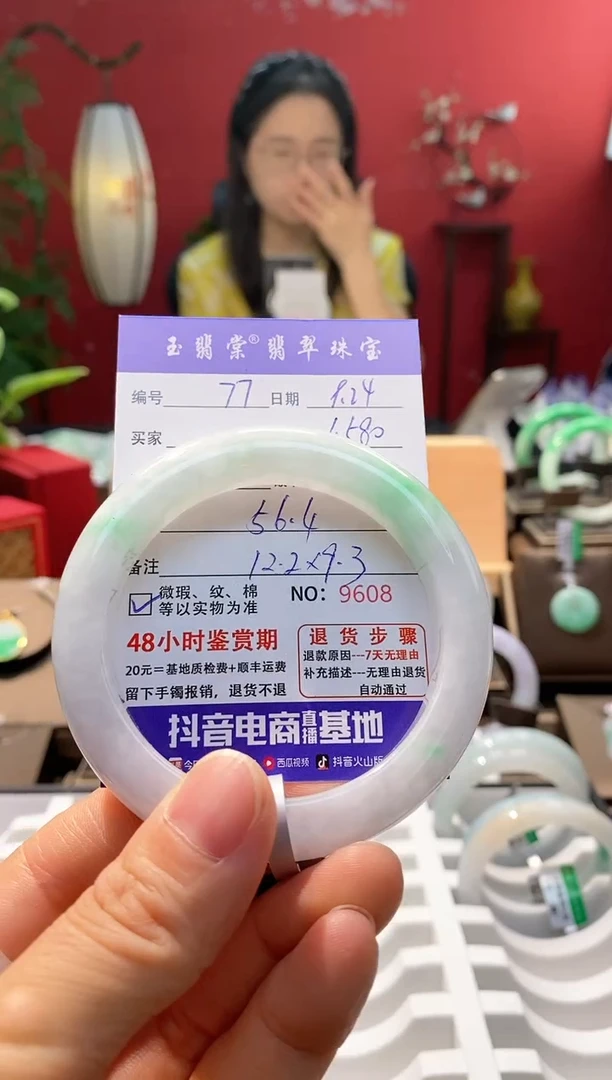 玉翡棠®翡翠珠宝
编号 77 日期 9.24
买家 1.580
56.4
备注 12.2×9.3
微瑕、纹、棉
等以实物为准
NO: 9608
48小时鉴赏期
20元=基地质检费+顺丰运费
留下手镯报销，退货不退
退货步骤
退款原因---7天无理由
补充描述---无理由退货
自动通过
抖音电商直播基地
西瓜视频 抖音火山版